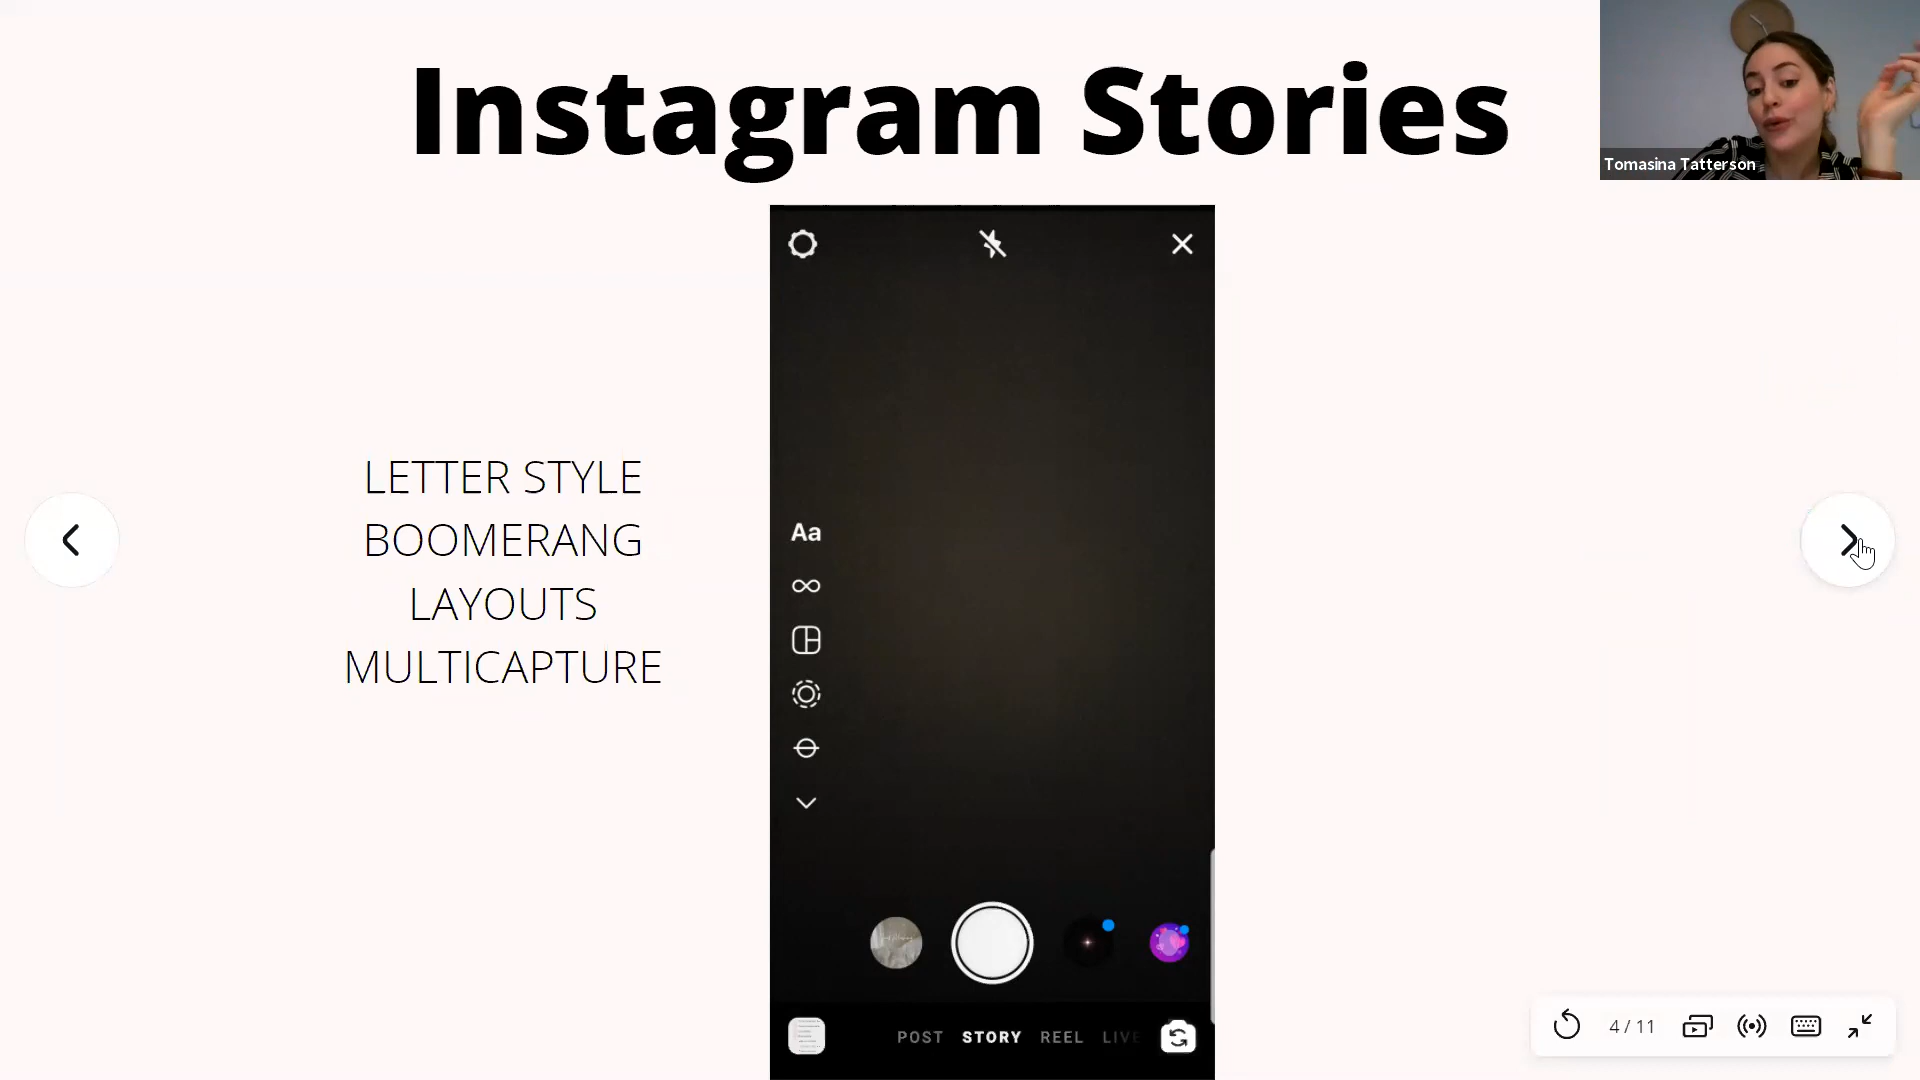 Instagram Stories
Tomasina Tatterson
LETTER STYLE
BOOMERANG
LAYOUTS
MULTICAPTURE
Aa
POST STORY REEL LIVE
4 / 11